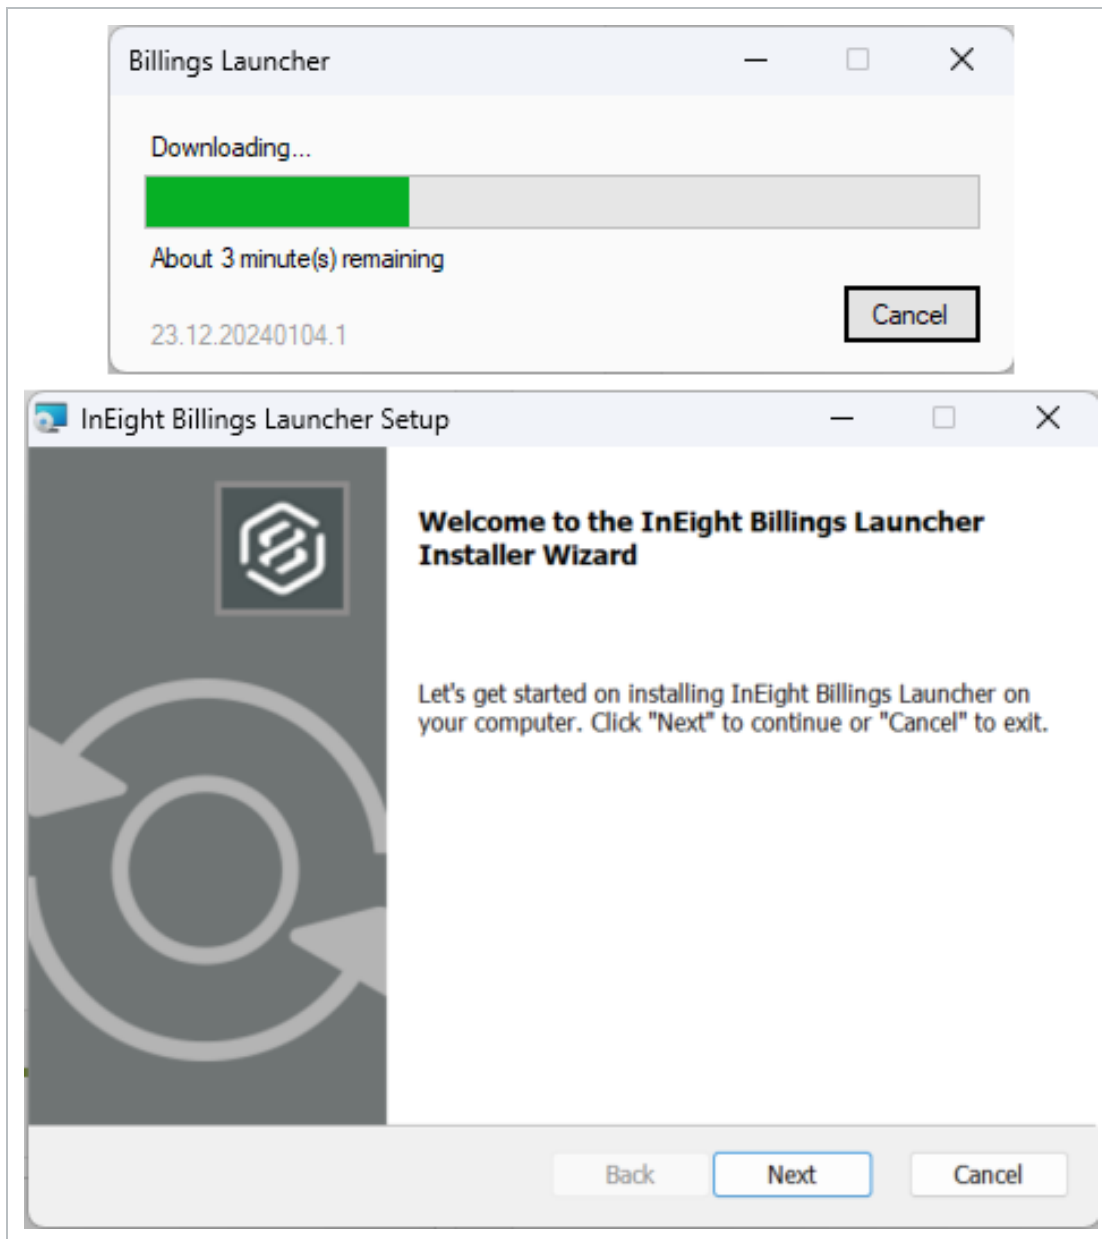 Billings Launcher
Downloading...
About 3 minute(s) remaining
Cancel
23.12.20240104.1
InEight Billings Launcher Setup
Welcome to the InEight Billings Launcher
Installer Wizard
Let's get started on installing InEight Billings Launcher on
your computer. Click "Next" to continue or "Cancel" to exit.
Back Next Cancel